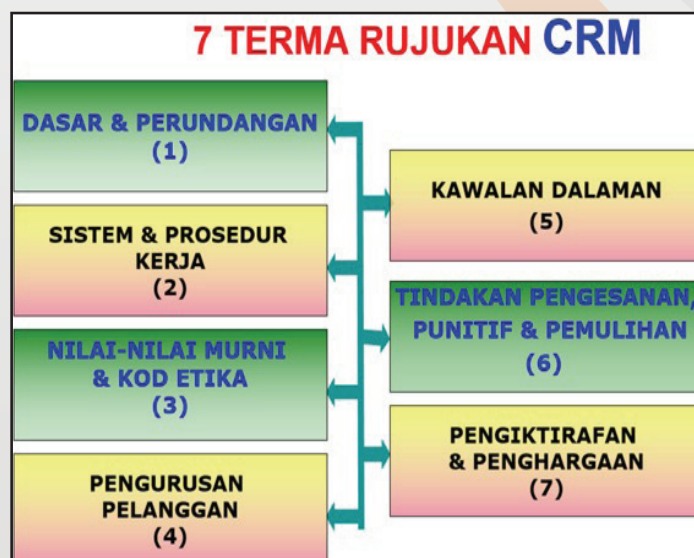 7 TERMA RUJUKAN CRM
DASAR & PERUNDANGAN
(1)
SISTEM & PROSEDUR
KERJA
(2)
NILAI-NILAI MURNI
& KOD ETIKA
(3)
PENGURUSAN
PELANGGAN
(4)
KAWALAN DALAMAN
(5)
TINDAKAN PENGESANAN,
PUNITIF & PEMULIHAN
(6)
PENGIKTIRAFAN
& PENGHARGAAN
(7)